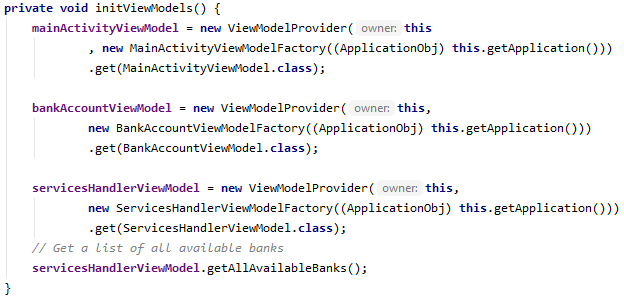 private void initViewModels() {
    mainActivityViewModel = new ViewModelProvider( owner: this
            , new MainActivityViewModelFactory((ApplicationObj) this.getApplication()))
            .get(MainActivityViewModel.class);

    bankAccountViewModel = new ViewModelProvider( owner: this,
            new BankAccountViewModelFactory((ApplicationObj) this.getApplication()))
            .get(BankAccountViewModel.class);

    servicesHandlerViewModel = new ViewModelProvider( owner: this,
            new ServicesHandlerViewModelFactory((ApplicationObj) this.getApplication()))
            .get(ServicesHandlerViewModel.class);
    // Get a list of all available banks
    servicesHandlerViewModel.getAllAvailableBanks();
}